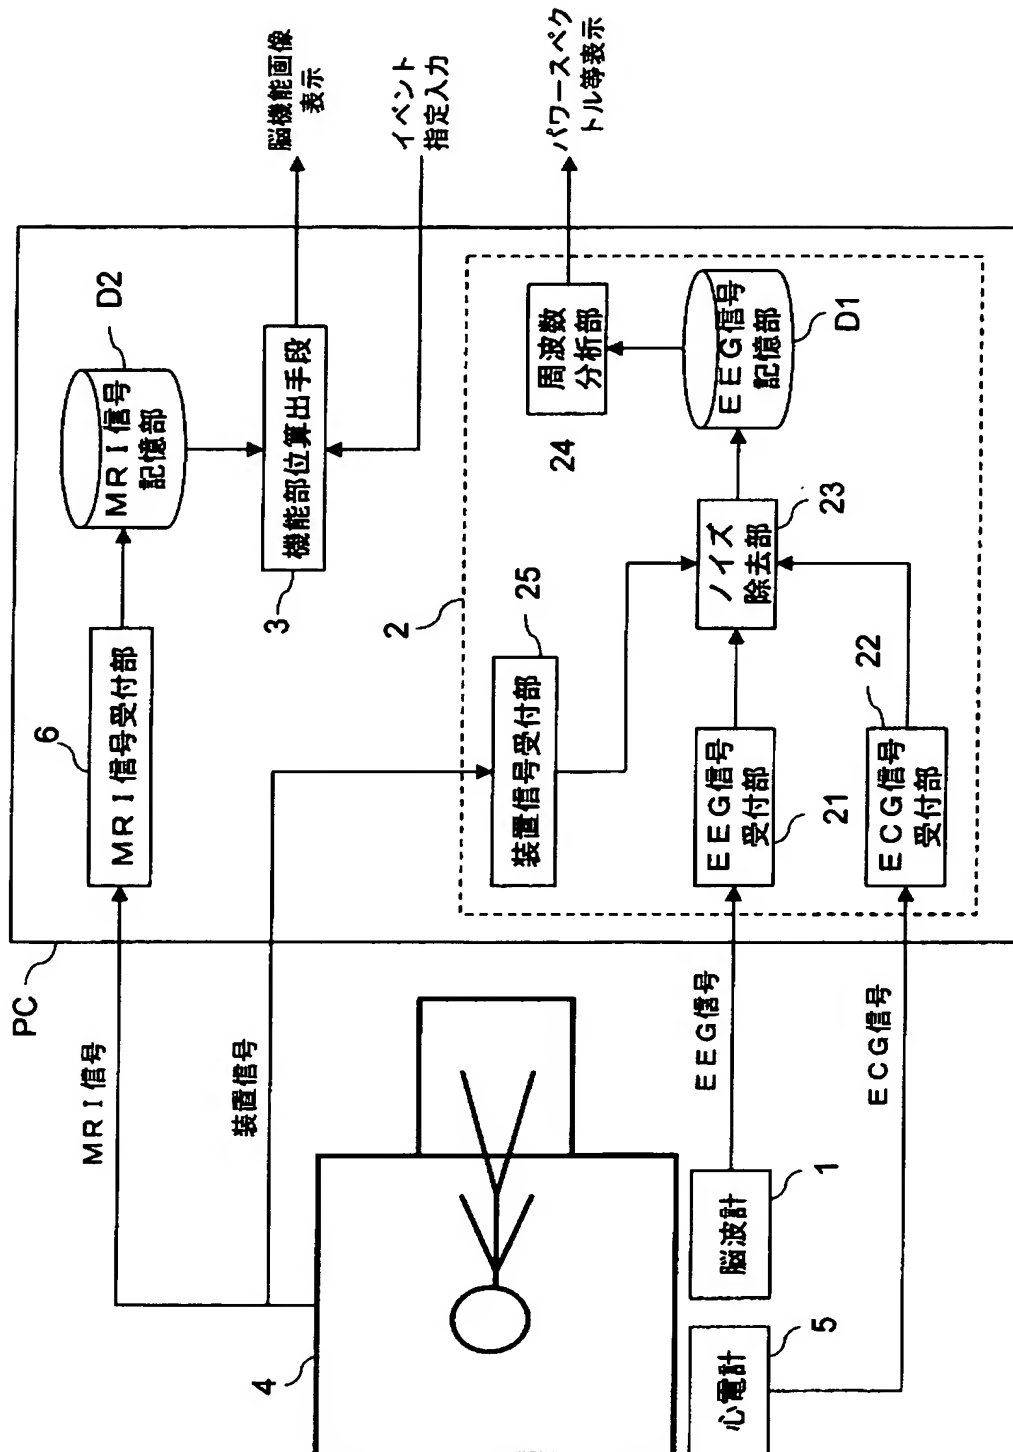 PC
MRI信号
6
MRI信号受付部
D2
MRI信号
記憶部
3
機能部位算出手段
脳機能画像
表示
イベント
指定入力
装置信号
2
25
装置信号受付部
24
周波数
分析部
パワースペク
トル等表示
4
EEG信号
1
脳波計
21
EEG信号
受付部
23
ノイズ
除去部
D1
EEG信号
記憶部
ECG信号
5
心電計
22
ECG信号
受付部